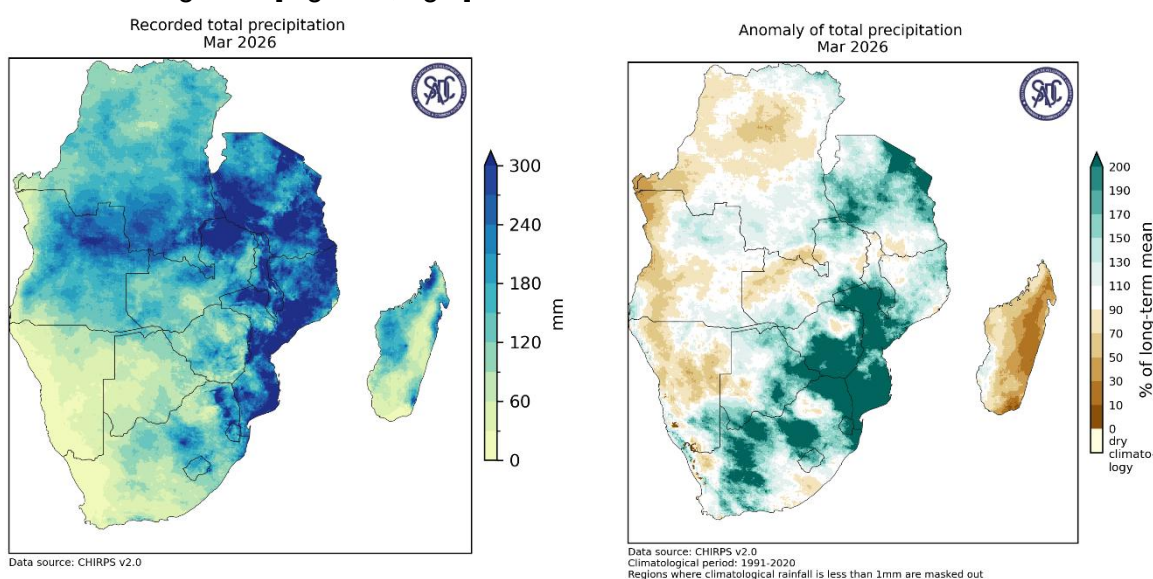 Recorded total precipitation
Mar 2026
SADC
300
240
180
120
60
0
mm
Data source: CHIRPS v2.0
Anomaly of total precipitation
Mar 2026
SADC
200
190
170
150
130
110
90
70
50
30
10
0
dry
climato-
logy
% of long-term mean
Data source: CHIRPS v2.0
Climatological period: 1991-2020
Regions where climatological rainfall is less than 1mm are masked out